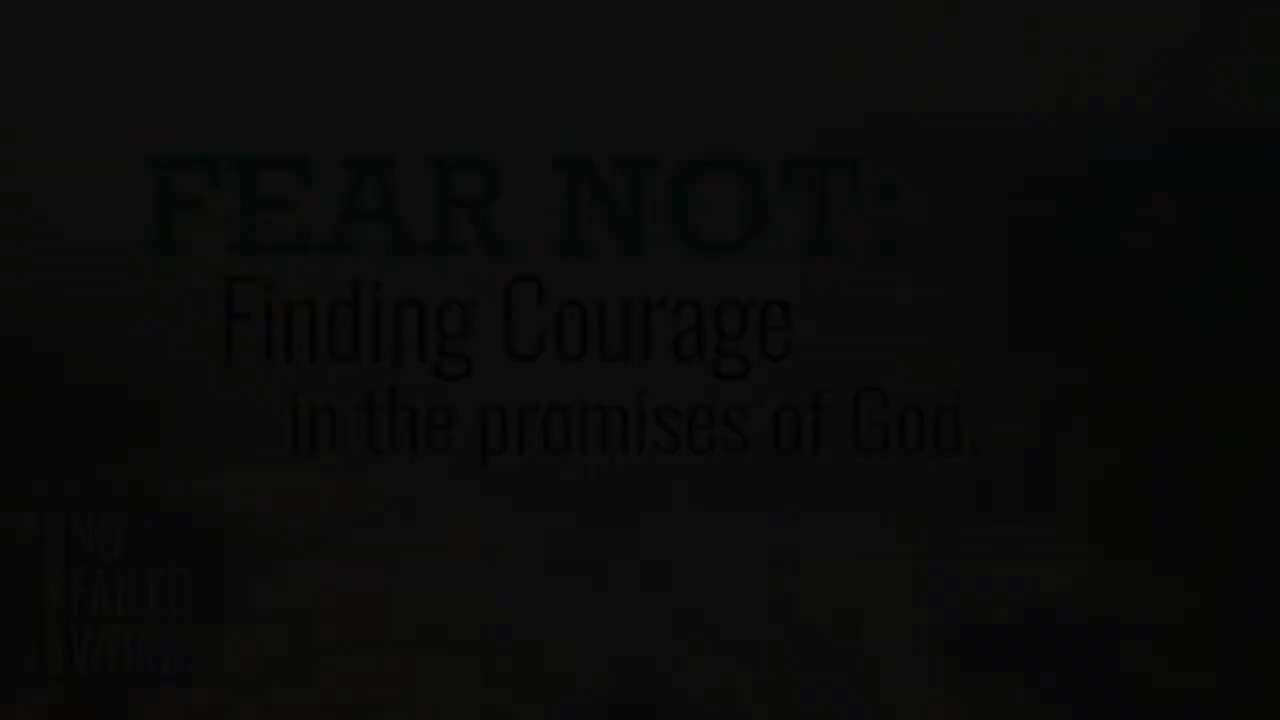 FEAR NOT:
Finding Courage
in the promises of God.
NO
FAILED
WORDS